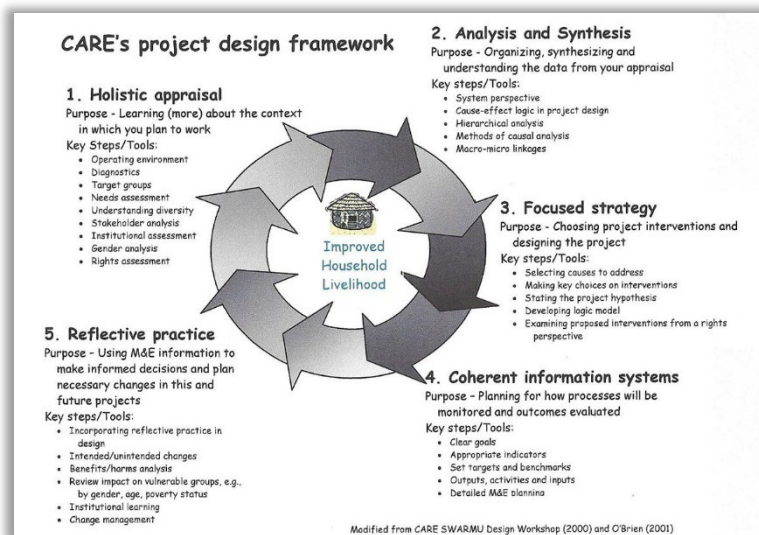 CARE's project design framework
1. Holistic appraisal
Purpose - Learning (more) about the context
in which you plan to work
Key Steps/Tools:
• Operating environment
• Diagnostics
• Target groups
• Needs assessment
• Understanding diversity
• Stakeholder analysis
• Institutional assessment
• Gender analysis
• Rights assessment
2. Analysis and Synthesis
Purpose - Organizing, synthesizing and
understanding the data from your appraisal
Key steps/Tools:
• System perspective
• Cause-effect logic in project design
• Hierarchical analysis
• Methods of causal analysis
• Macro-micro linkages
Improved
Household
Livelihood
3. Focused strategy
Purpose - Choosing project interventions and
designing the project
Key steps/Tools:
• Selecting causes to address
• Making key choices on interventions
• Stating the project hypothesis
• Developing logic model
• Examining proposed interventions from a rights
perspective
4. Coherent information systems
Purpose - Planning for how processes will be
monitored and outcomes evaluated
Key steps/Tools:
• Clear goals
• Appropriate indicators
• Set targets and benchmarks
• Outputs, activities and inputs
• Detailed M&E planning
5. Reflective practice
Purpose - Using M&E information to
make informed decisions and plan
necessary changes in this and
future projects
Key steps/Tools:
• Incorporating reflective practice in
design
• Intended/unintended changes
• Benefits/harms analysis
• Review impact on vulnerable groups, e.g.,
by gender, age, poverty status
• Institutional learning
• Change management
Modified from CARE SWARMU Design Workshop (2000) and O'Brien (2001)